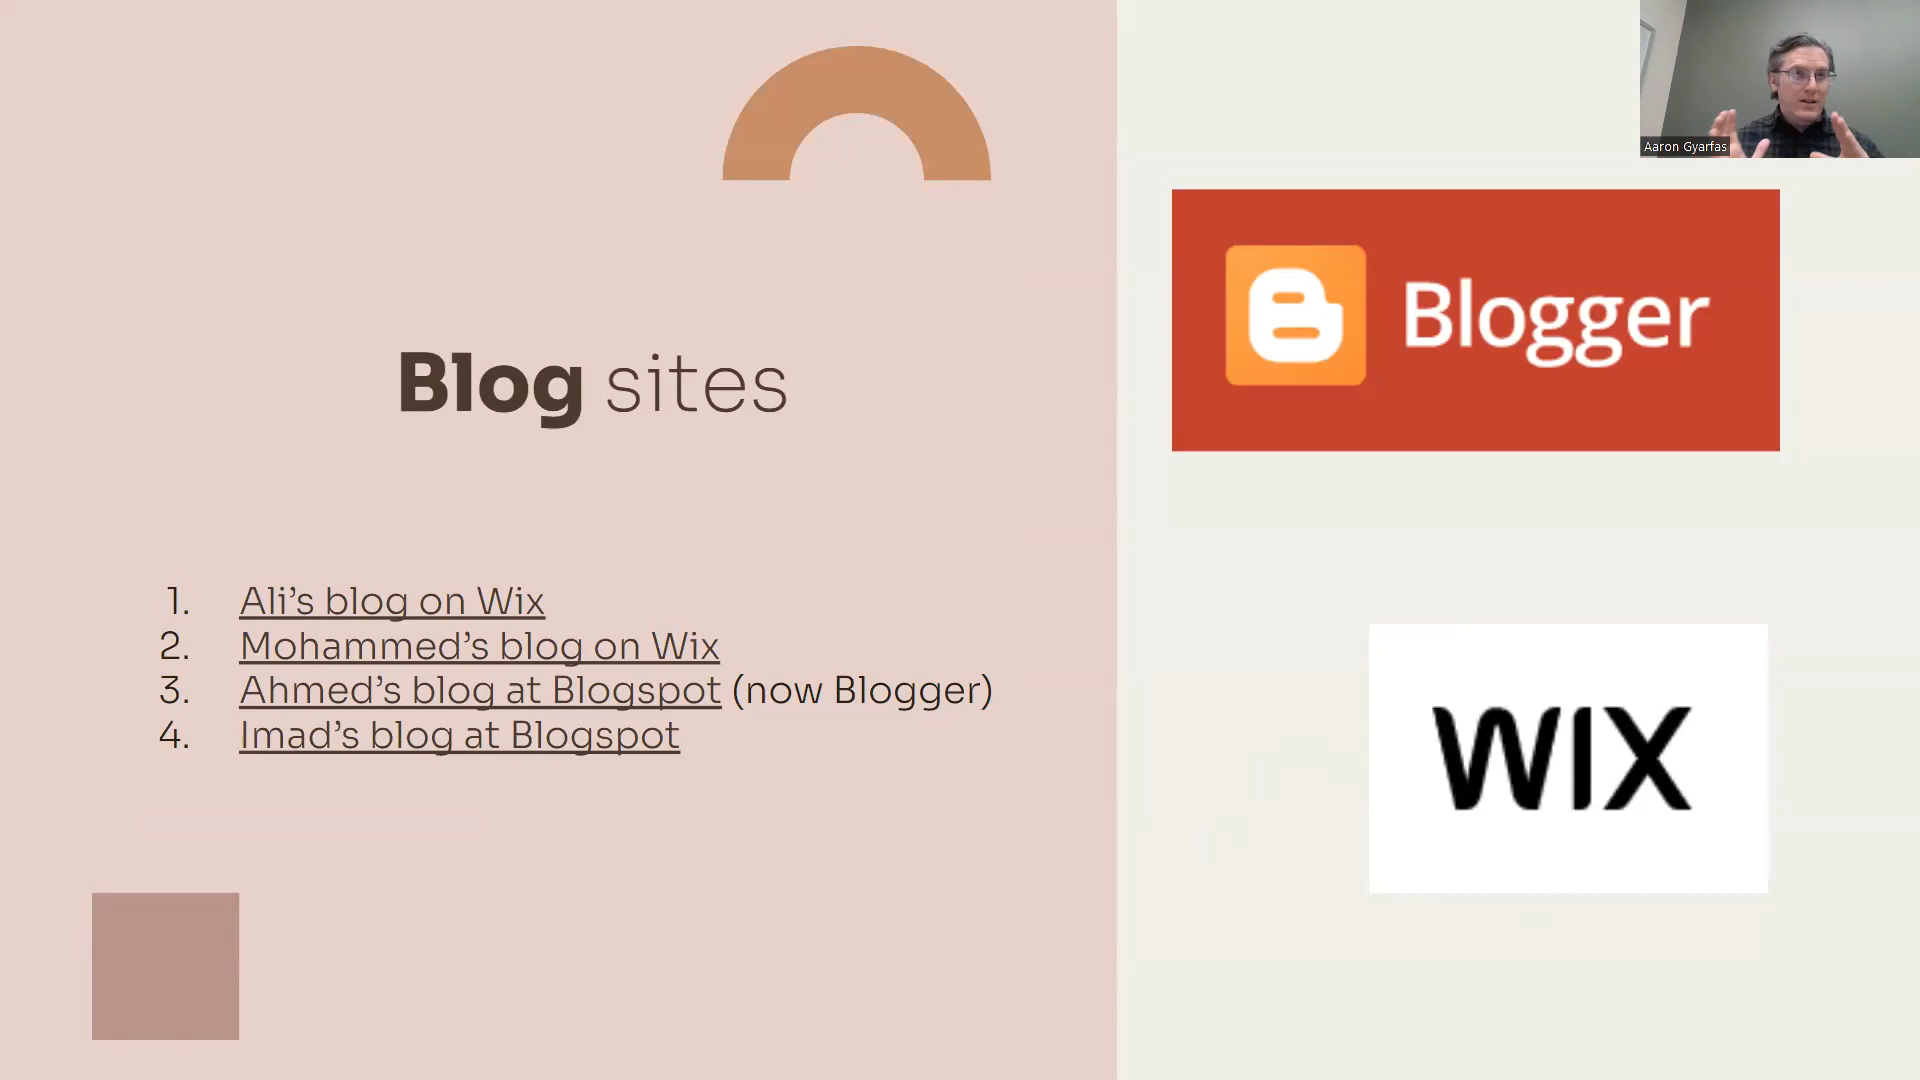 Aaron Gyarfas
Blogger
Blog sites
1. Ali’s blog on Wix
2. Mohammed’s blog on Wix
3. Ahmed’s blog at Blogspot (now Blogger)
4. Imad’s blog at Blogspot
WIX